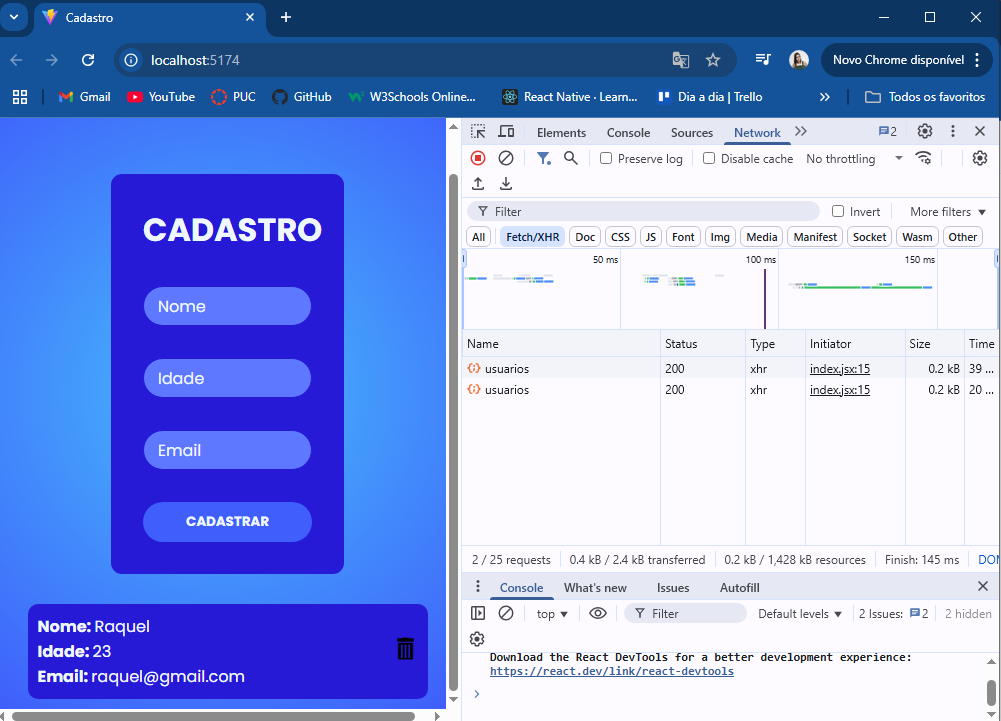 Cadastro
localhost:5174
Novo Chrome disponível
Gmail YouTube PUC GitHub W3Schools Online... React Native · Learn... Dia a dia | Trello » Todos os favoritos
CADASTRO
Nome
Idade
Email
CADASTRAR
Nome: Raquel
Idade: 23
Email: raquel@gmail.com
Elements Console Sources Network 2
Preserve log Disable cache No throttling
Filter Invert More filters
All Fetch/XHR Doc CSS JS Font Img Media Manifest Socket Wasm Other
50 ms 100 ms 150 ms
Name Status Type Initiator Size Time
usuarios 200 xhr index.jsx:15 0.2 kB 39 ...
usuarios 200 xhr index.jsx:15 0.2 kB 20 ...
2 / 25 requests 0.4 kB / 2.4 kB transferred 0.2 kB / 1,428 kB resources Finish: 145 ms DOM
Console What's new Issues Autofill
top Filter Default levels 2 Issues: 2 2 hidden
Download the React DevTools for a better development experience:
https://react.dev/link/react-devtools